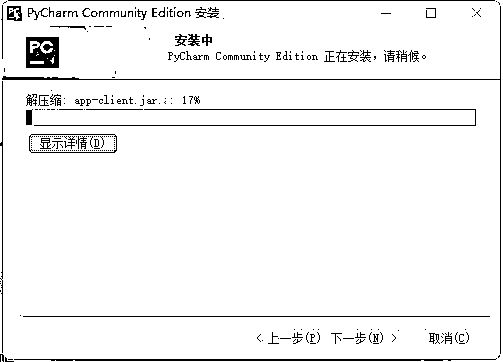 PyCharm Community Edition 安装
PC
安装中
PyCharm Community Edition 正在安装，请稍候。
解压缩: app-client.jar.: 17%
显示详情(D)
< 上一步(P) 下一步(N) > 取消(C)